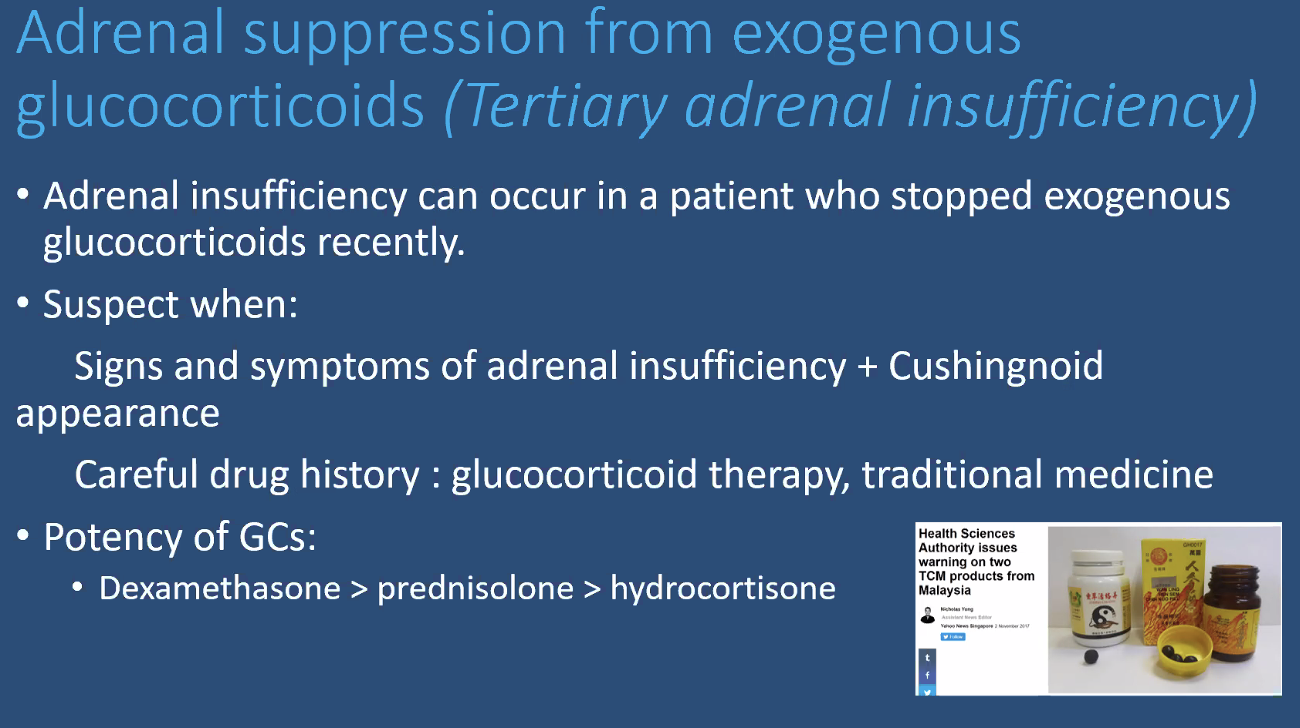 Adrenal suppression from exogenous
glucocorticoids (Tertiary adrenal insufficiency)
• Adrenal insufficiency can occur in a patient who stopped exogenous
glucocorticoids recently.
• Suspect when:
Signs and symptoms of adrenal insufficiency + Cushingnoid
appearance
Careful drug history : glucocorticoid therapy, traditional medicine
• Potency of GCs:
• Dexamethasone > prednisolone > hydrocortisone
Health Sciences
Authority issues
warning on two
TCM products from
Malaysia
Nicholas Yong
Assistant News Editor
Yahoo News Singapore 2 November 2017
Follow